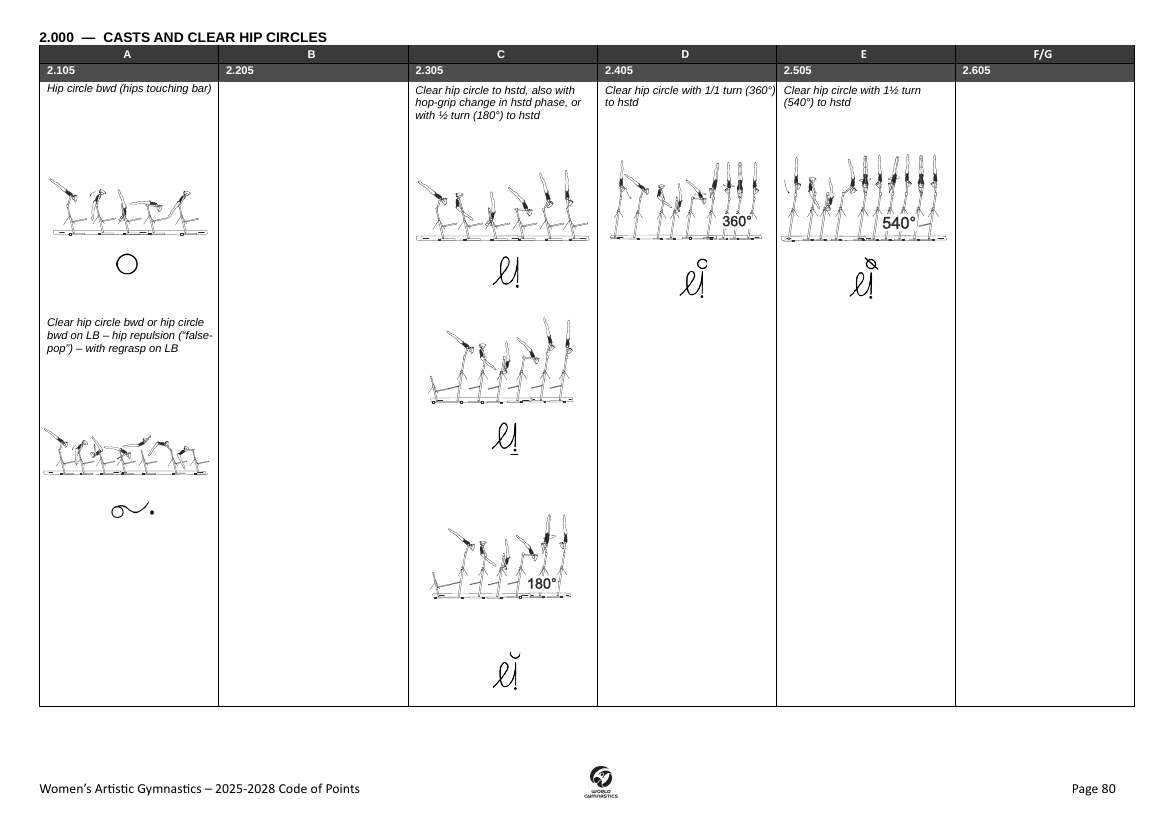 2.000 — CASTS AND CLEAR HIP CIRCLES
A B C D E F/G
2.105 2.205 2.305 2.405 2.505 2.605
Hip circle bwd (hips touching bar)
Clear hip circle bwd or hip circle
bwd on LB – hip repulsion (“false-
pop”) – with regrasp on LB
Clear hip circle to hstd, also with
hop-grip change in hstd phase, or
with ½ turn (180°) to hstd
180°
Clear hip circle with 1/1 turn (360°)
to hstd
360°
Clear hip circle with 1½ turn
(540°) to hstd
540°
Women’s Artistic Gymnastics – 2025-2028 Code of Points
WORLD
GYMNASTICS
Page 80